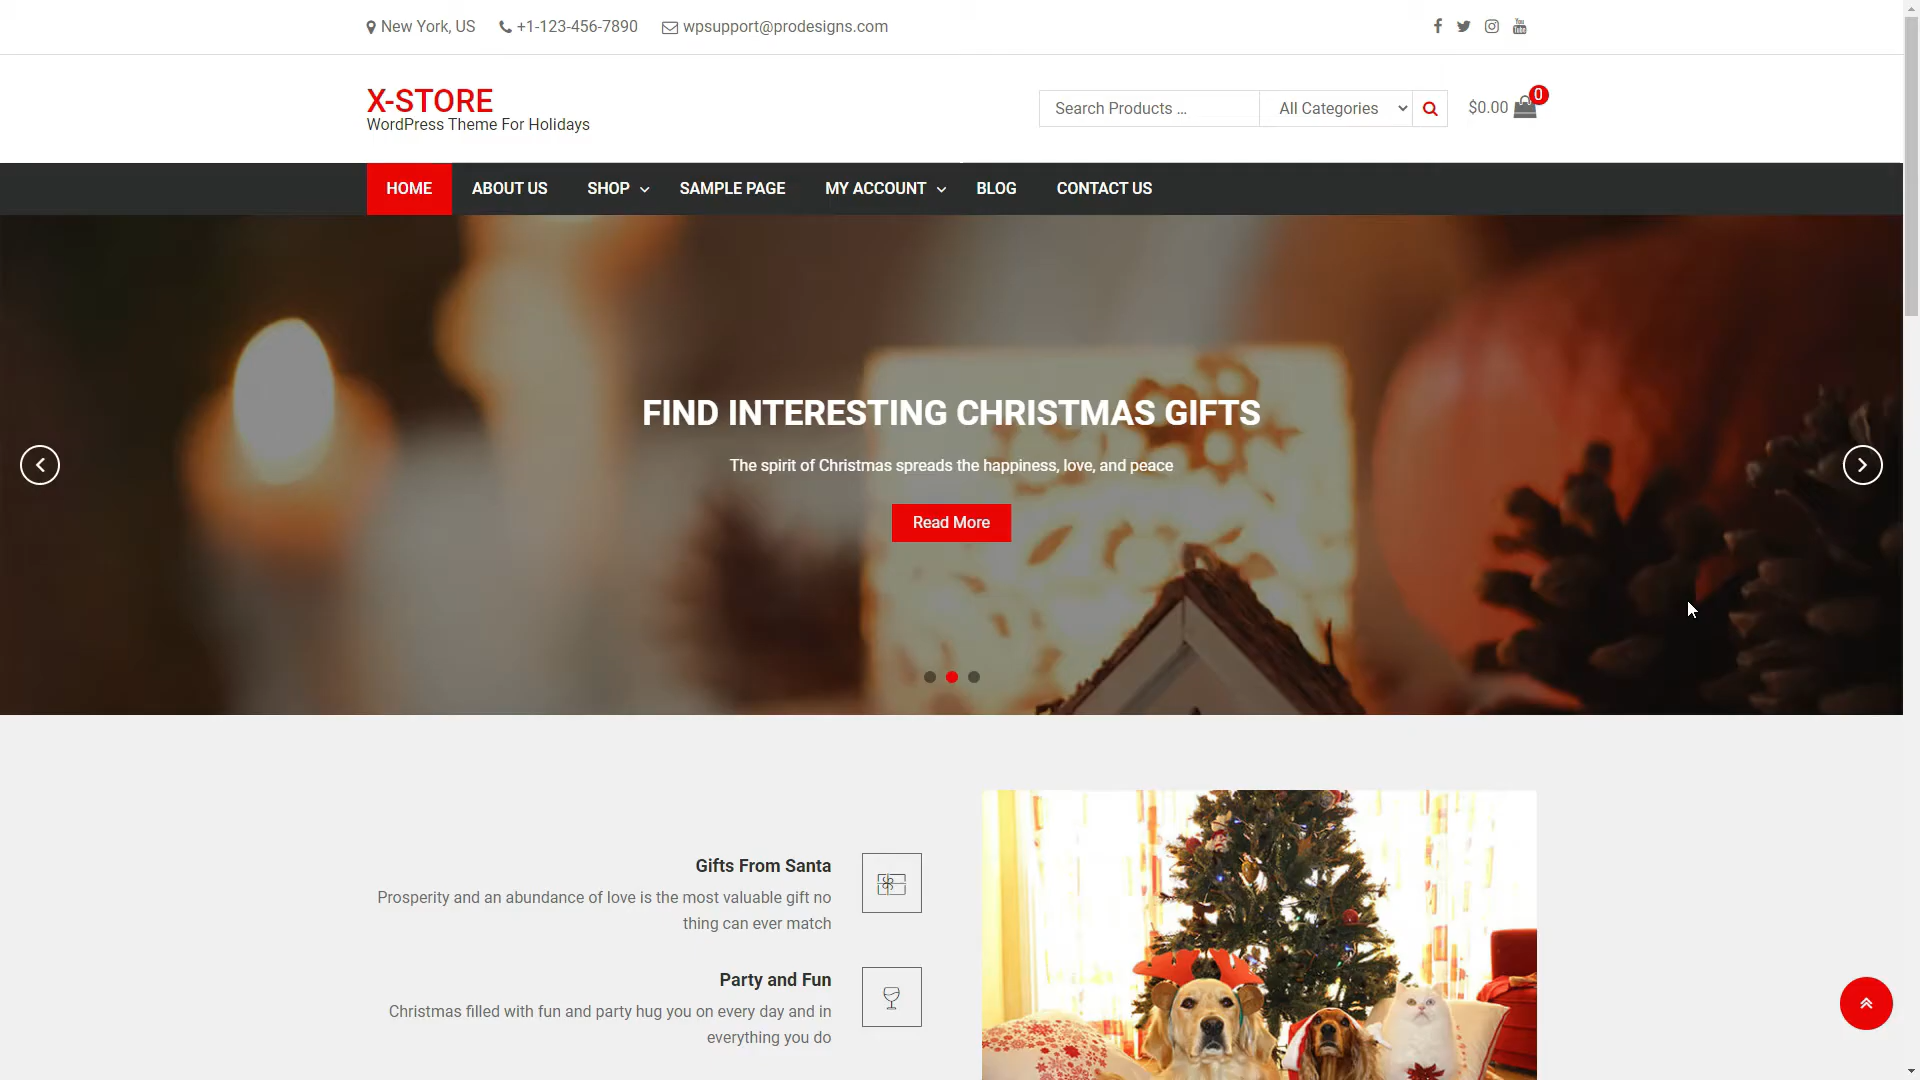 New York, US +1-123-456-7890 wpsupport@prodesigns.com
You
Tube
X-STORE
WordPress Theme For Holidays
Search Products ... All Categories $0.00 0
HOME ABOUT US SHOP SAMPLE PAGE MY ACCOUNT BLOG CONTACT US
FIND INTERESTING CHRISTMAS GIFTS
The spirit of Christmas spreads the happiness, love, and peace
Read More
Gifts From Santa
Prosperity and an abundance of love is the most valuable gift no
thing can ever match
Party and Fun
Christmas filled with fun and party hug you on every day and in
everything you do